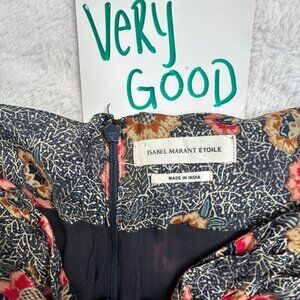 VERY
GOOD
ISABEL MARANT ÉTOILE
MADE IN INDIA